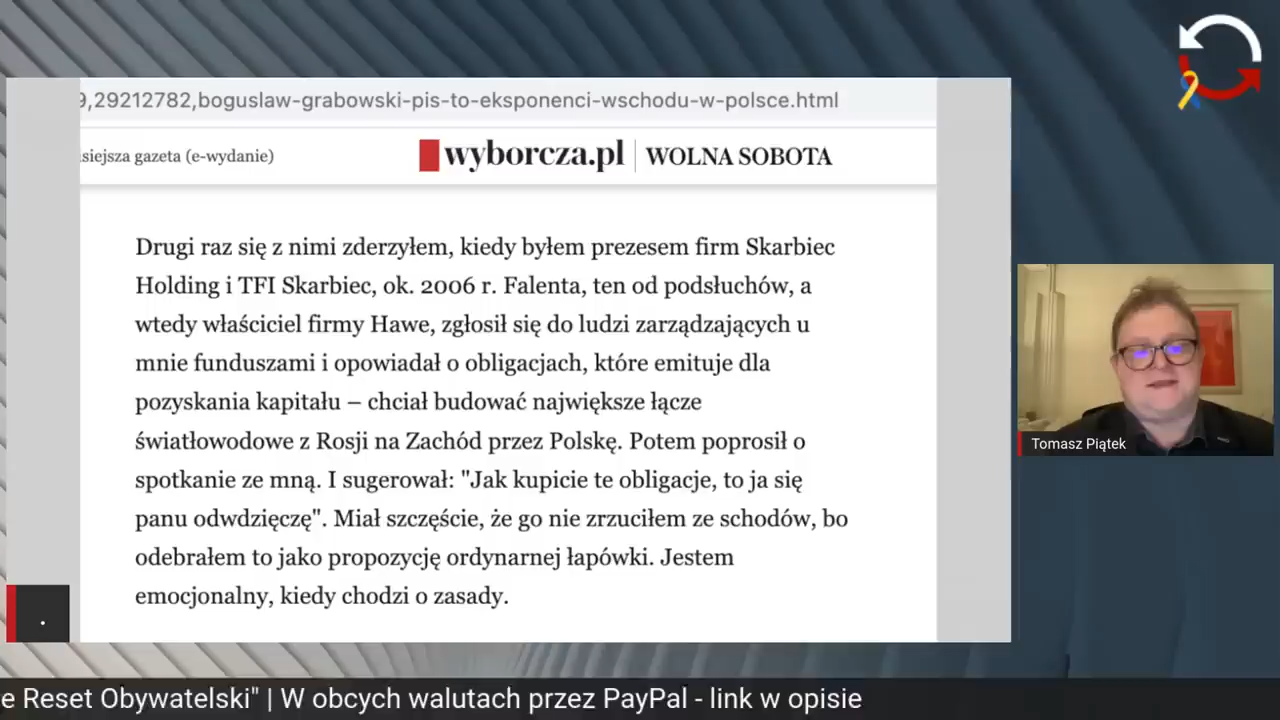 9,29212782,boguslaw-grabowski-pis-to-eksponenci-wschodu-w-polsce.html
siejsza gazeta (e-wydanie)
wyborcza.pl | WOLNA SOBOTA
Drugi raz się z nimi zderzyłem, kiedy byłem prezesem firm Skarbiec
Holding i TFI Skarbiec, ok. 2006 r. Falenta, ten od podsłuchów, a
wtedy właściciel firmy Hawe, zgłosił się do ludzi zarządzających u
mnie funduszami i opowiadał o obligacjach, które emituje dla
pozyskania kapitału – chciał budować największe łącze
światłowodowe z Rosji na Zachód przez Polskę. Potem poprosił o
spotkanie ze mną. I sugerował: "Jak kupicie te obligacje, to ja się
panu odwdzięczę". Miał szczęście, że go nie zrzuciłem ze schodów, bo
odebrałem to jako propozycję ordynarnej łapówki. Jestem
emocjonalny, kiedy chodzi o zasady.
Tomasz Piątek
.
e Reset Obywatelski" | W obcych walutach przez PayPal - link w opisie